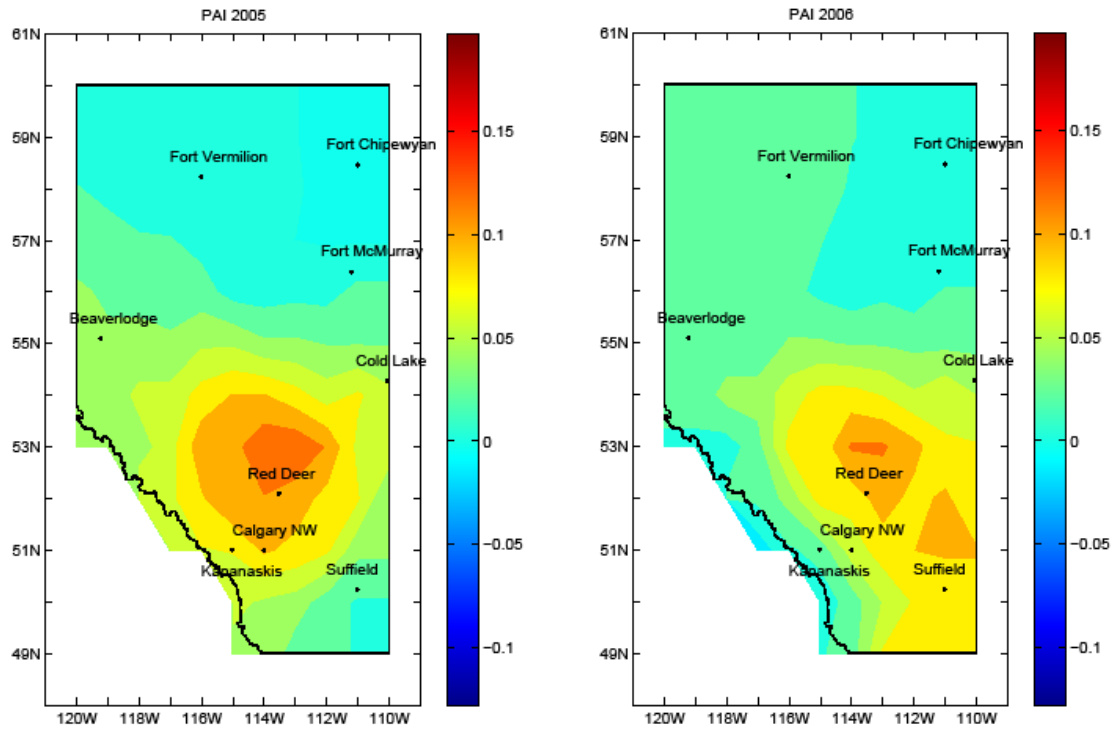 PAI 2005
61N
59N
57N
55N
53N
51N
49N
120W 118W 116W 114W 112W 110W
Fort Vermilion
Fort Chipewyan
Fort McMurray
Beaverlodge
Cold Lake
Red Deer
Calgary NW
Kananaskis
Suffield
0.15
0.1
0.05
0
-0.05
-0.1
PAI 2006
61N
59N
57N
55N
53N
51N
49N
120W 118W 116W 114W 112W 110W
Fort Vermilion
Fort Chipewyan
Fort McMurray
Beaverlodge
Cold Lake
Red Deer
Calgary NW
Kananaskis
Suffield
0.15
0.1
0.05
0
-0.05
-0.1